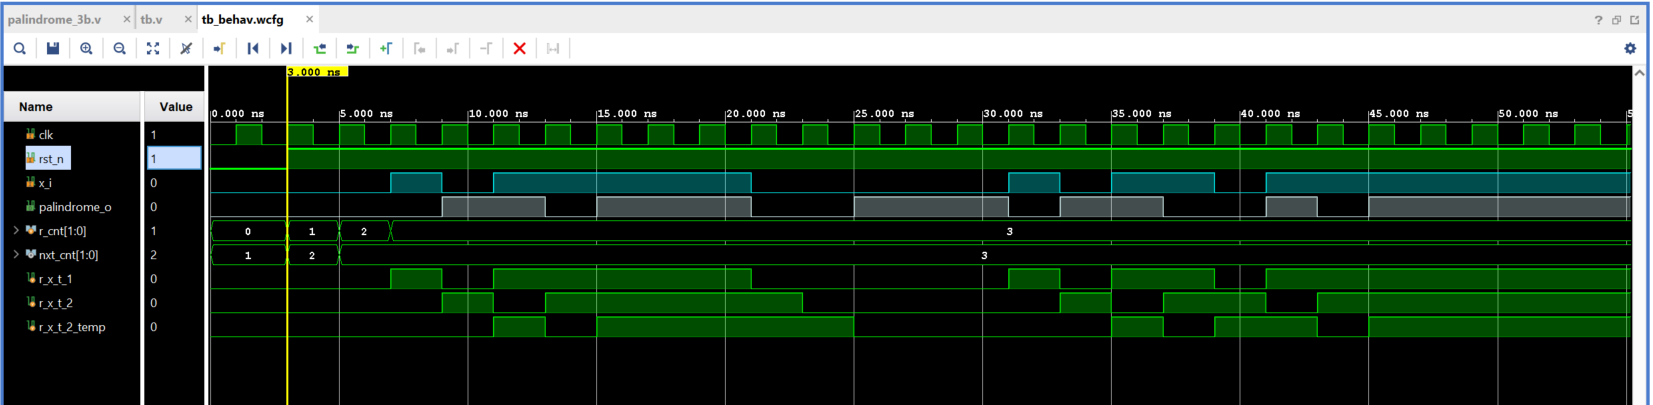 palindrome_3b.v × tb.v × tb_behav.wcfg ×
?
3.000 ns
Name Value
0.000 ns 5.000 ns 10.000 ns 15.000 ns 20.000 ns 25.000 ns 30.000 ns 35.000 ns 40.000 ns 45.000 ns 50.000 ns 5
clk 1
rst_n 1
x_i 0
palindrome_o 0
r_cnt[1:0] 1 0 1 2 3
nxt_cnt[1:0] 2 1 2 3
r_x_t_1 0
r_x_t_2 0
r_x_t_2_temp 0